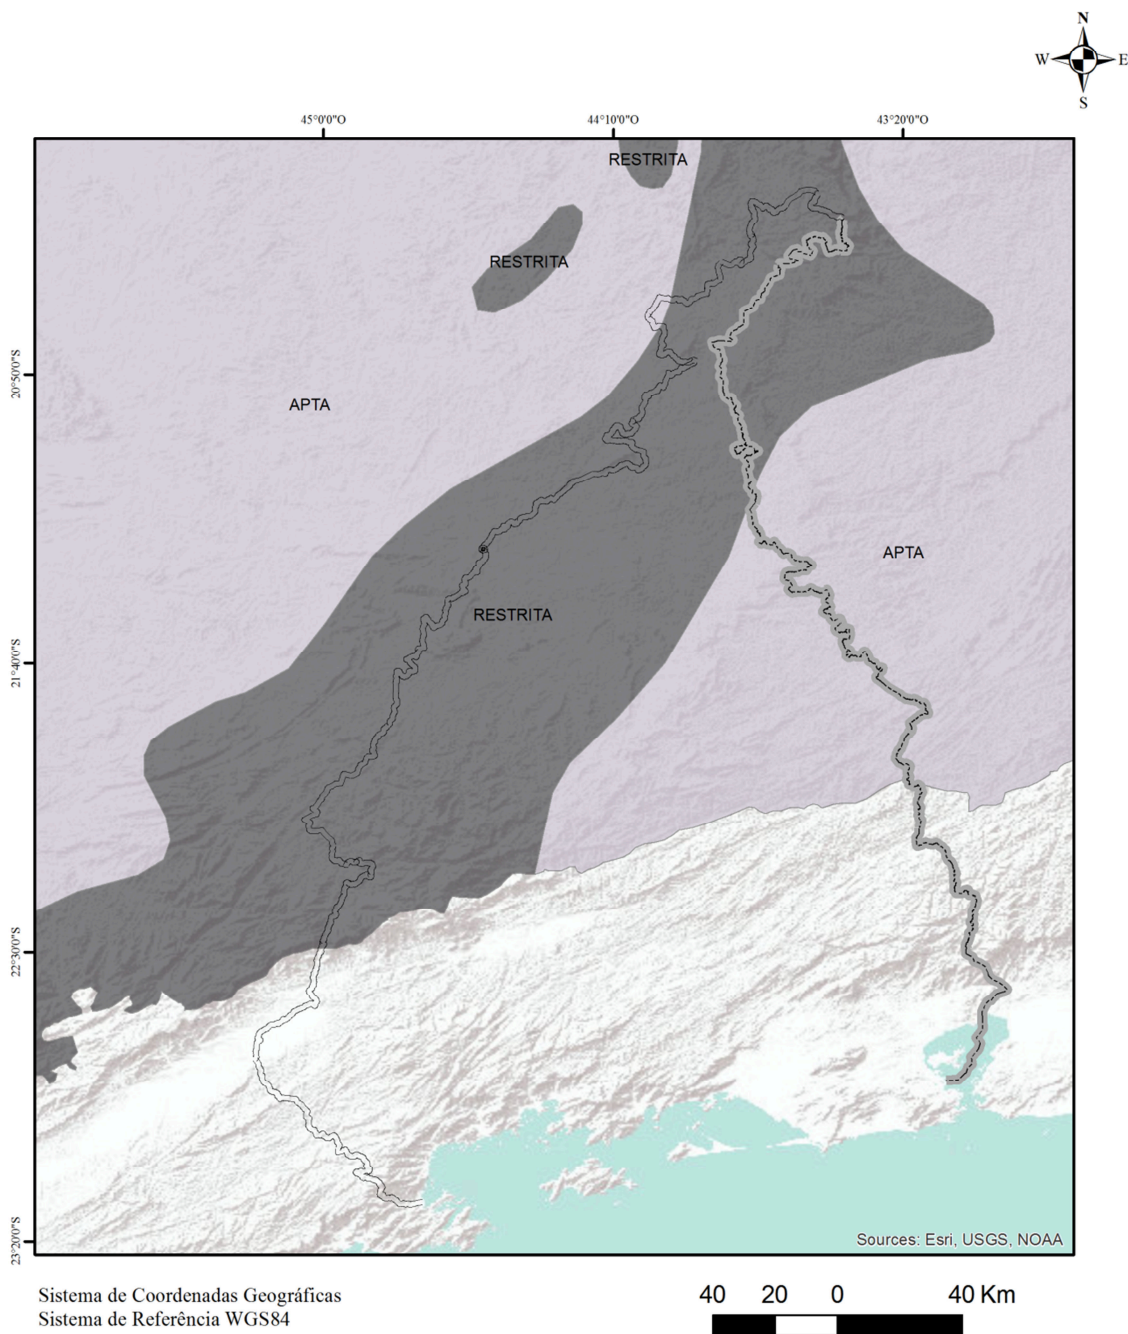 N
W E
S
45°0'0"O 44°10'0"O 43°20'0"O
RESTRITA
RESTRITA
20°50'0"S
APTA
APTA
RESTRITA
21°40'0"S
22°30'0"S
23°20'0"S
Sources: Esri, USGS, NOAA
Sistema de Coordenadas Geográficas
Sistema de Referência WGS84
40 20 0 40 Km